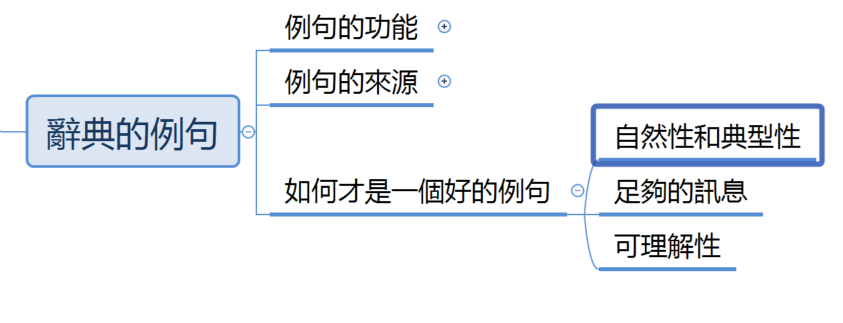 例句的功能
例句的來源
辭典的例句
自然性和典型性
如何才是一個好的例句
足夠的訊息
可理解性